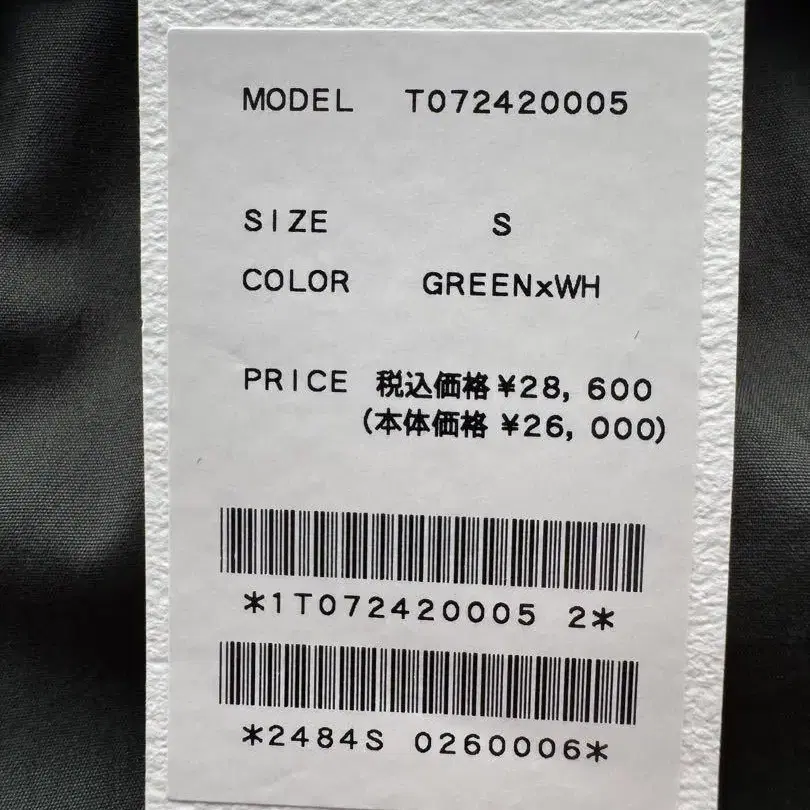 MODEL T072420005
SIZE S
COLOR GREENxWH
PRICE 税込価格 ¥28, 600
(本体価格 ¥26, 000)
*1T072420005 2*
*2484S 0260006*